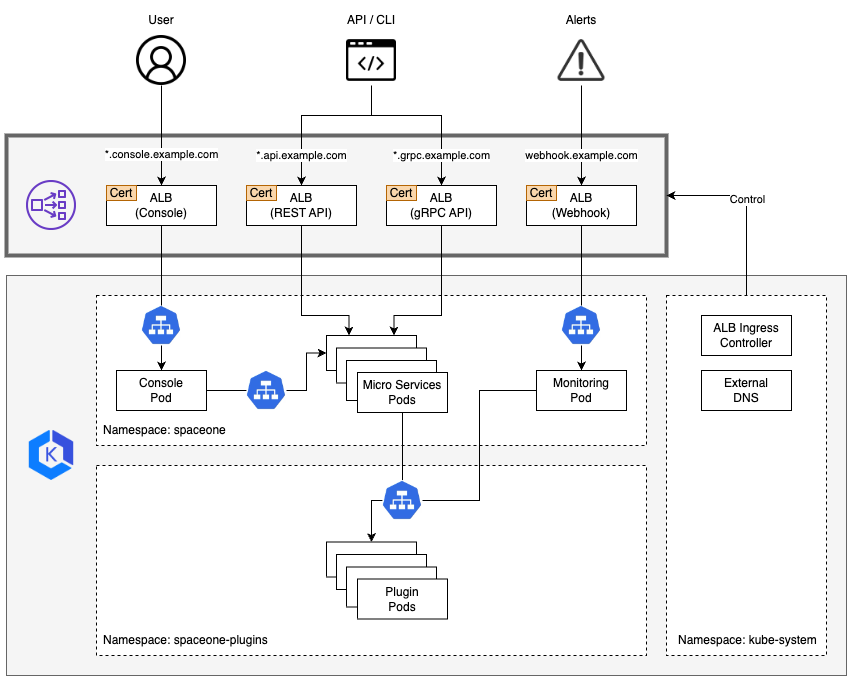 User
API / CLI
Alerts
*.console.example.com
*.api.example.com
*.grpc.example.com
webhook.example.com
Cert
ALB
(Console)
Cert
ALB
(REST API)
Cert
ALB
(gRPC API)
Cert
ALB
(Webhook)
Control
ALB Ingress
Controller
Console
Pod
Micro Services
Pods
Monitoring
Pod
External
DNS
Namespace: spaceone
K
Plugin
Pods
Namespace: spaceone-plugins
Namespace: kube-system